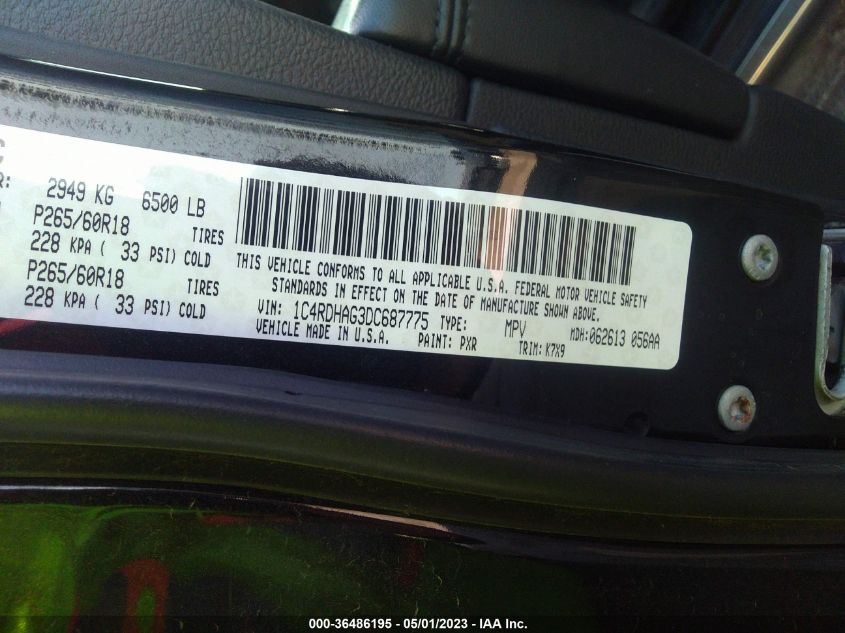 C
R: 2949 KG 6500 LB
P265/60R18 TIRES
228 KPA ( 33 PSI) COLD
P265/60R18 TIRES
228 KPA ( 33 PSI) COLD
THIS VEHICLE CONFORMS TO ALL APPLICABLE U.S.A. FEDERAL MOTOR VEHICLE SAFETY
STANDARDS IN EFFECT ON THE DATE OF MANUFACTURE SHOWN ABOVE.
VIN: 1C4RDHAG3DC687775 TYPE: MPV MDH:062613 056AA
VEHICLE MADE IN U.S.A. PAINT: PXR TRIM: K7X9
000-36486195 - 05/01/2023 - IAA Inc.